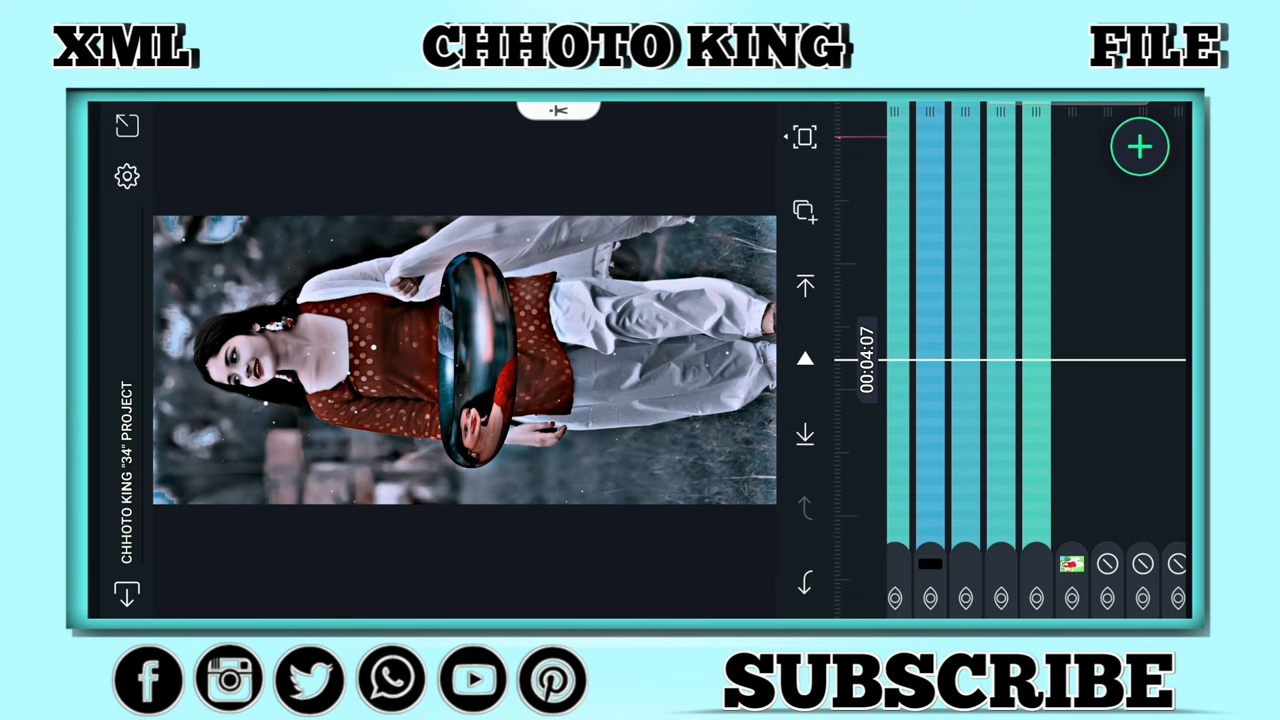 XML
CHHOTO KING
FILE
CHHOTO KING "34" PROJECT
00:04:07
SUBSCRIBE